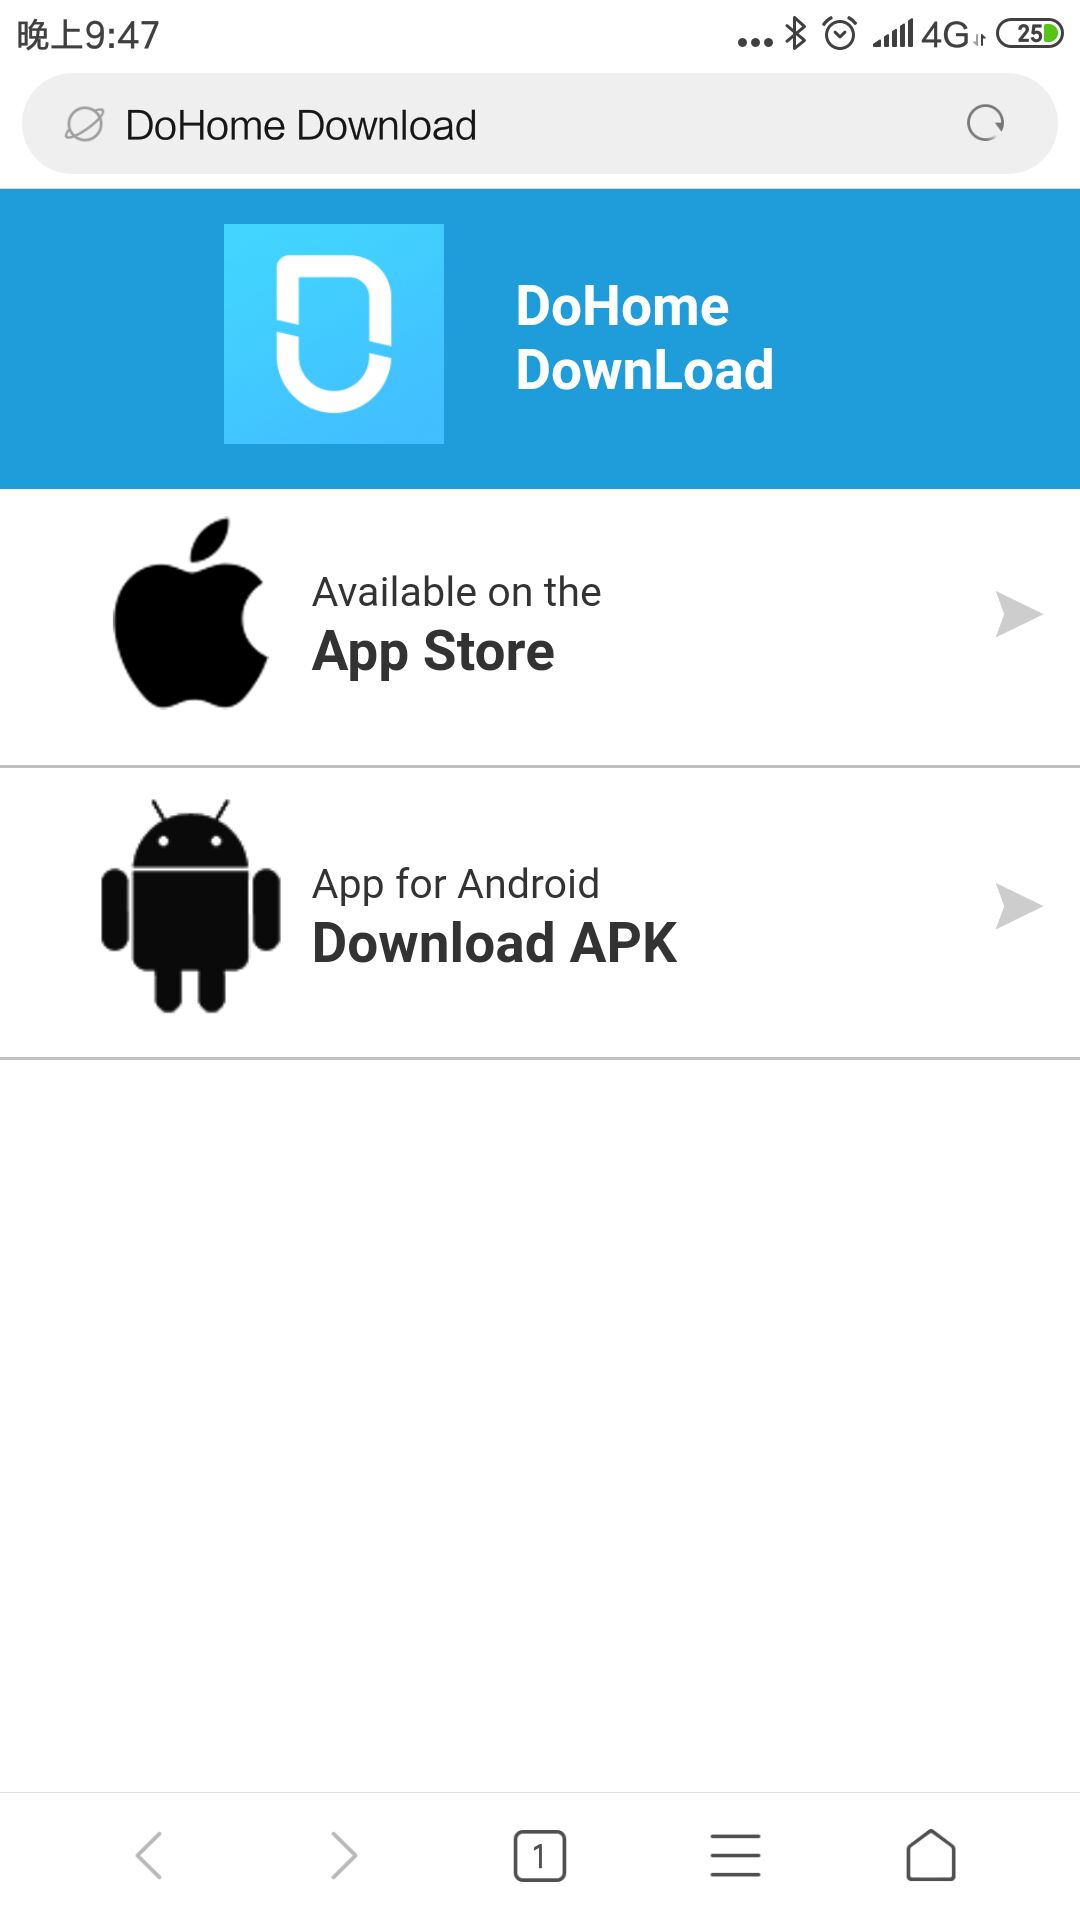 晚上9:47
4G
25
DoHome Download
DoHome
DownLoad
Available on the
App Store
App for Android
Download APK
1